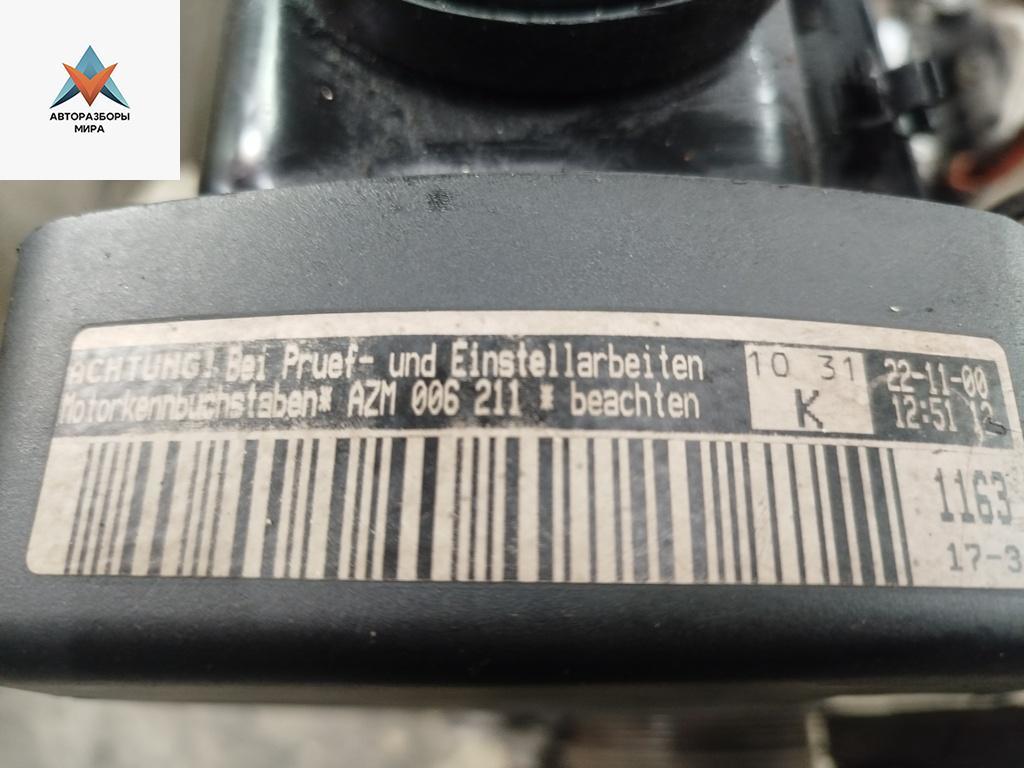 АВТОРАЗБОРЫ
МИРА
ACHTUNG! Bei Pruef- und Einstellarbeiten
Motorkennbuchstaben* AZM 006 211 * beachten
10 31
K
22-11-00
12:51 12
1163
17-3